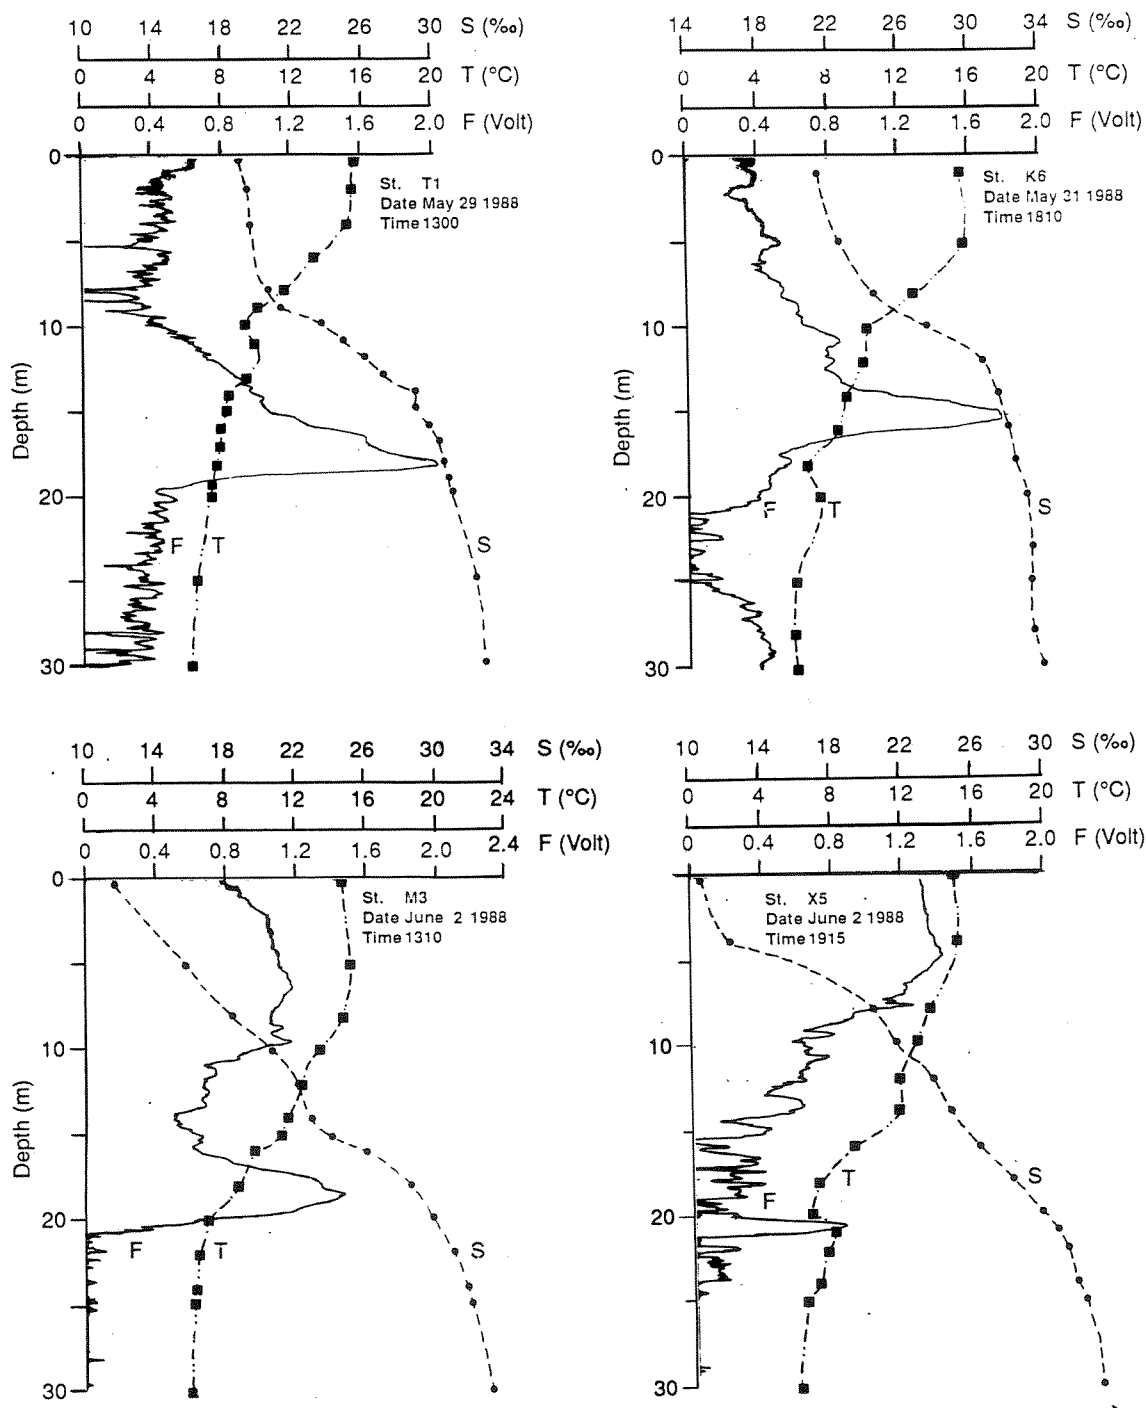 10 14 18 22 26 30 S (‰)
0 4 8 12 16 20 T (°C)
0 0.4 0.8 1.2 1.6 2.0 F (Volt)
0
St. T1
Date May 29 1988
Time 1300
10
Depth (m)
20
F T S
30
14 18 22 26 30 34 S (‰)
0 4 8 12 16 20 T (°C)
0 0.4 0.8 1.2 1.6 2.0 F (Volt)
0
St. K6
Date May 31 1988
Time 1810
10
Depth (m)
20
F T S
30
10 14 18 22 26 30 34 S (‰)
0 4 8 12 16 20 24 T (°C)
0 0.4 0.8 1.2 1.6 2.0 2.4 F (Volt)
0
St. M3
Date June 2 1988
Time 1310
10
Depth (m)
20
F T S
30
10 14 18 22 26 30 S (‰)
0 4 8 12 16 20 T (°C)
0 0.4 0.8 1.2 1.6 2.0 F (Volt)
St. X5
Date June 2 1988
Time 1915
10
T S
F
20
30